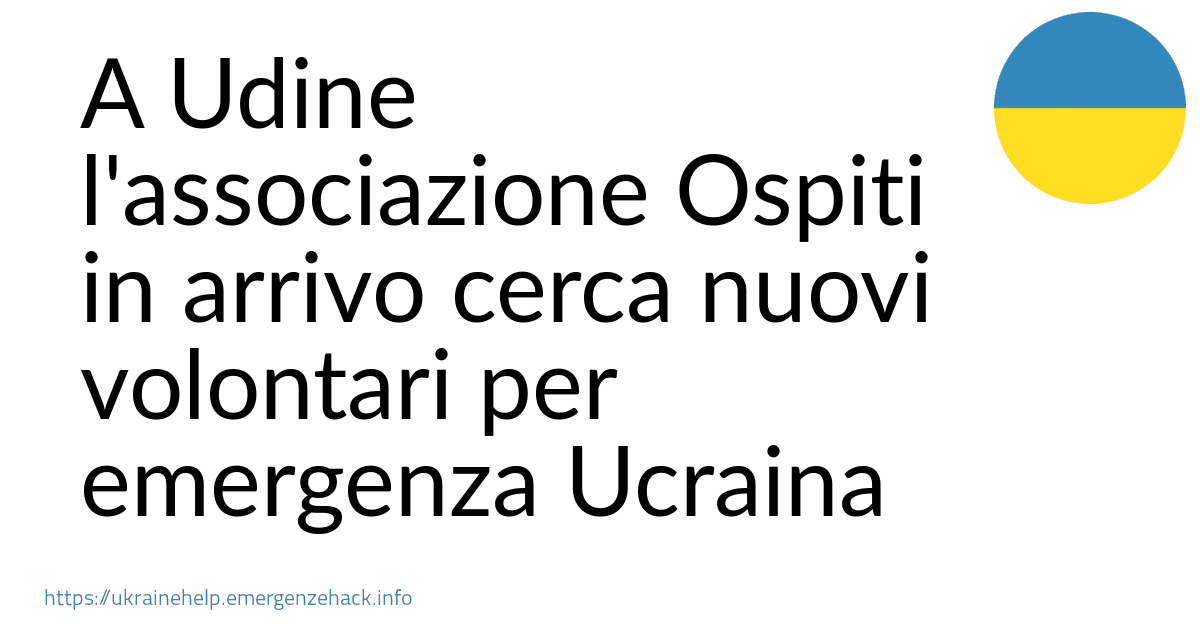 A Udine
l'associazione Ospiti
in arrivo cerca nuovi
volontari per
emergenza Ucraina
https://ukrainehelp.emergenzehack.info